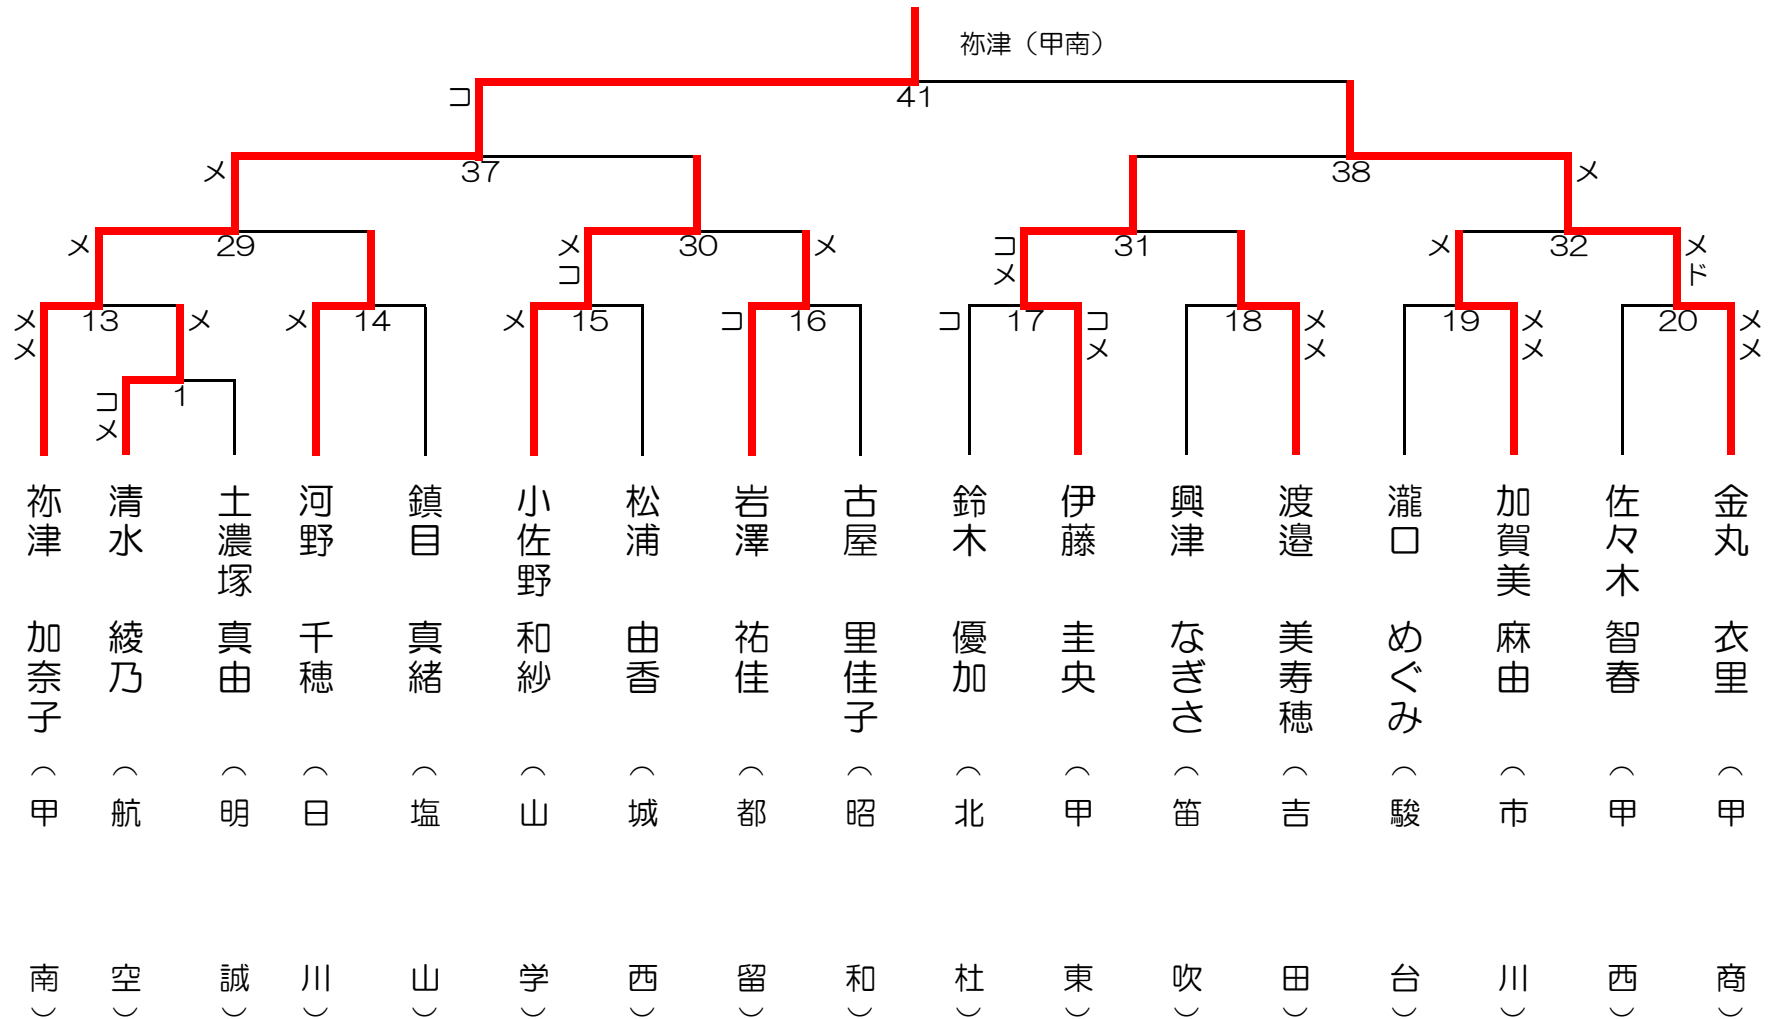 祢津（甲南）
コ
41
メ
37
38
メ
メ
29
メコ
30
メ
コメ
31
メ
32
メド
メメ
13
メ
メ
14
メ
15
コ
16
コ
17
コメ
18
メメ
19
メメ
20
メメ
コメ
1
祢津 加奈子（甲南）
清水 綾乃（航空）
土濃塚 真由（明誠）
河野 千穂（日川）
鎮目 真緒（塩山）
小佐野 和紗（山学）
松浦 由香（城西）
岩澤 祐佳（都留）
古屋 里佳子（昭和）
鈴木 優加（北杜）
伊藤 圭央（甲東）
興津 なぎさ（笛吹）
渡邉 美寿穂（吉田）
瀧口 めぐみ（駿台）
加賀美 麻由（市川）
佐々木 智春（甲西）
金丸 衣里（甲商）